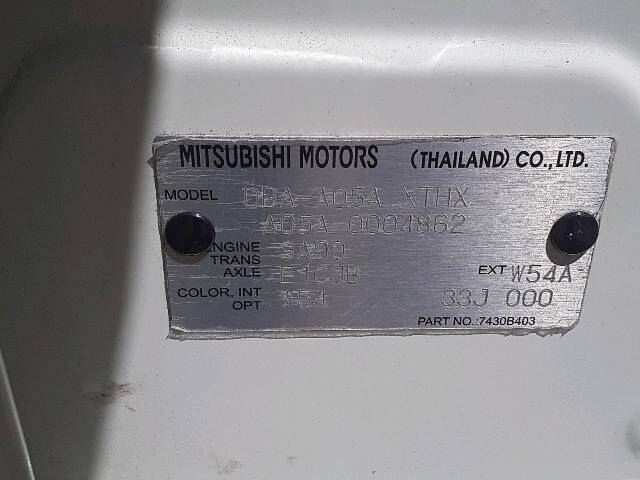 MITSUBISHI MOTORS (THAILAND) CO.,LTD.
MODEL DBA-A05A XTHX
A05A-0004862
ENGINE 3A90
TRANS
AXLE E1CJB EXT W54A
COLOR, INT 33J 000
OPT
PART NO.:7430B403